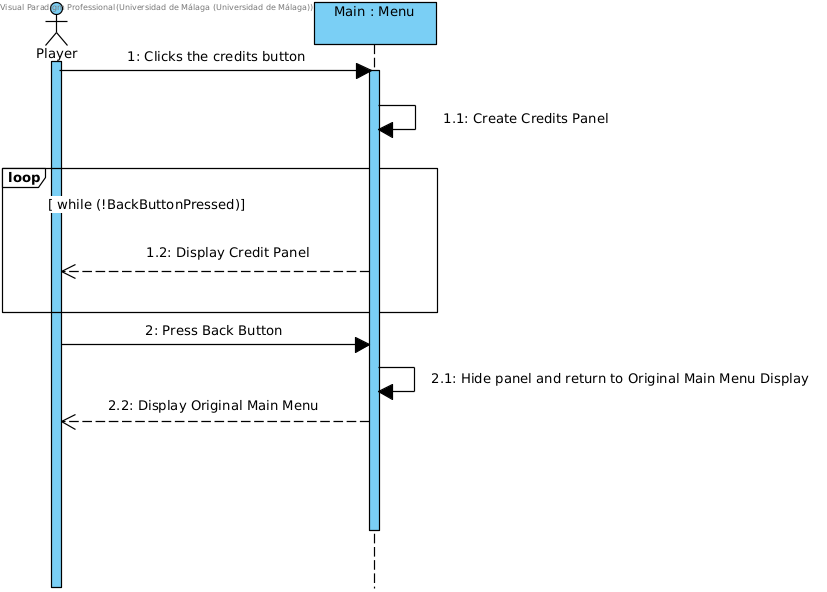 Visual Paradigm Professional(Universidad de Málaga (Universidad de Málaga))
Main : Menu
Player
1: Clicks the credits button
1.1: Create Credits Panel
loop
[ while (!BackButtonPressed)]
1.2: Display Credit Panel
2: Press Back Button
2.1: Hide panel and return to Original Main Menu Display
2.2: Display Original Main Menu